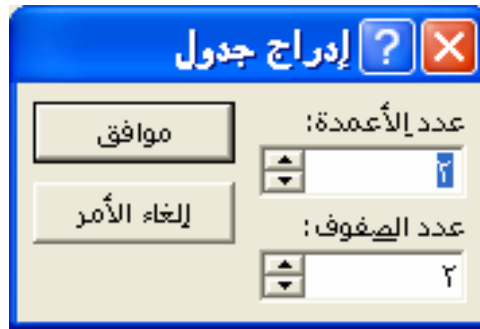 إدراج جدول ?
عدد الأعمدة:
٢
موافق
عدد الصفوف:
٢
إلغاء الأمر